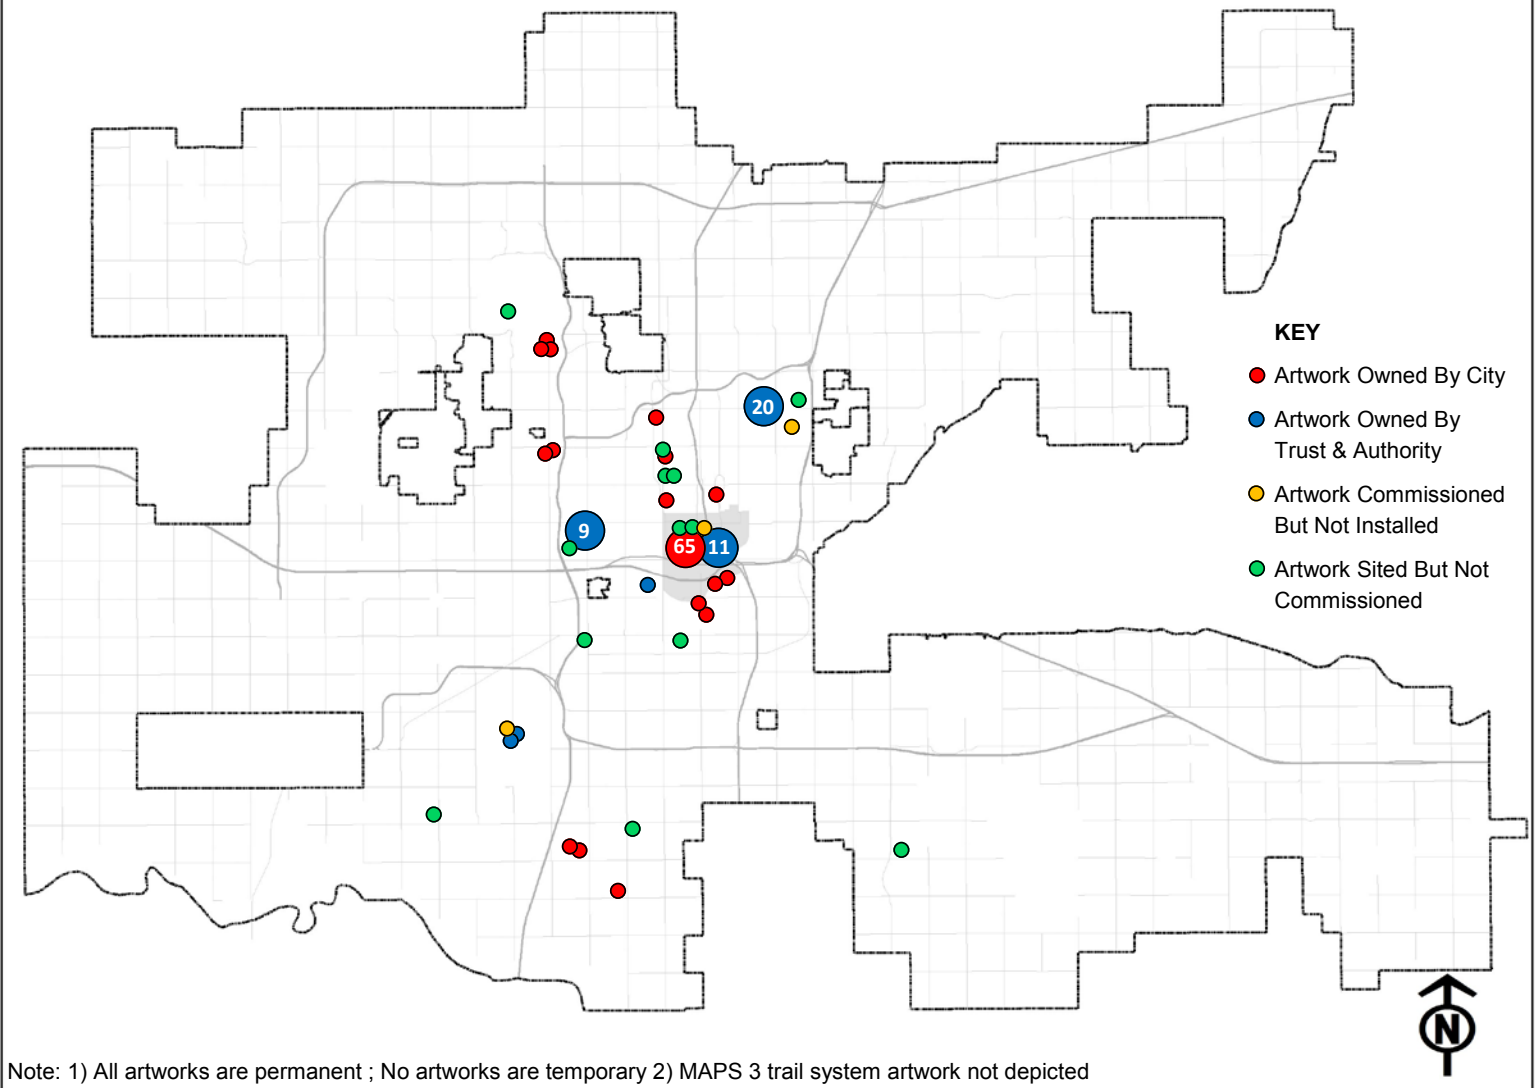 KEY
Artwork Owned By City
Artwork Owned By
Trust & Authority
Artwork Commissioned
But Not Installed
Artwork Sited But Not
Commissioned
20
9
65
11
N
Note: 1) All artworks are permanent ; No artworks are temporary 2) MAPS 3 trail system artwork not depicted